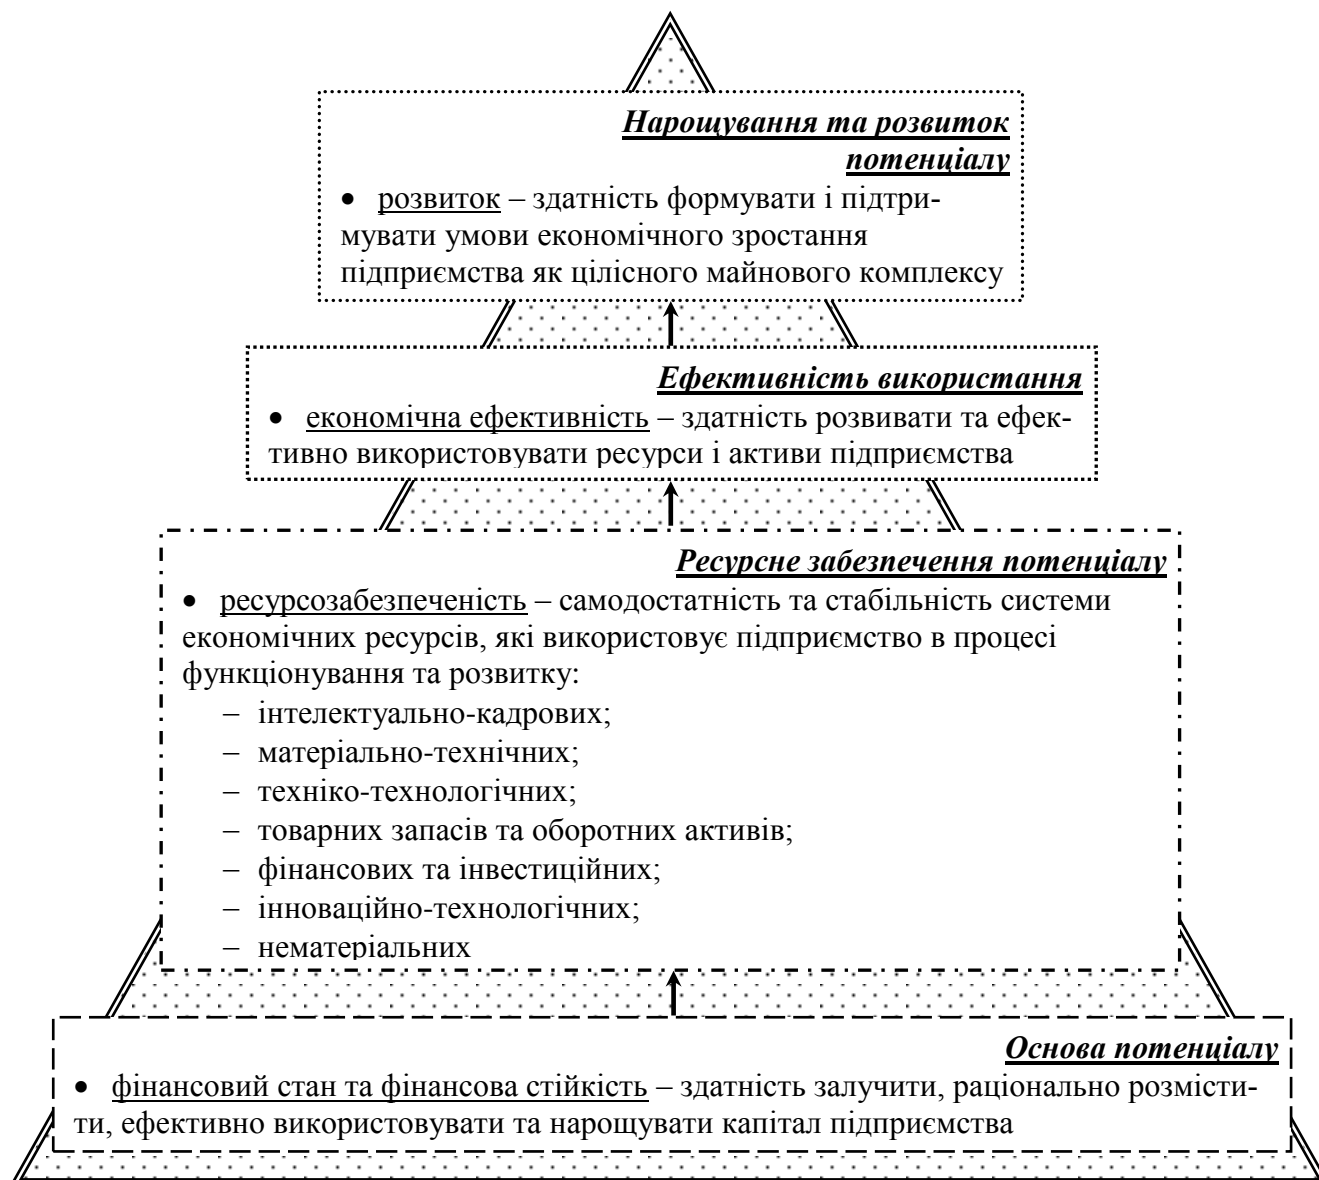 Нарощування та розвиток
потенціалу
• розвиток – здатність формувати і підтри-
мувати умови економічного зростання
підприємства як цілісного майнового комплексу
Ефективність використання
• економічна ефективність – здатність розвивати та ефек-
тивно використовувати ресурси і активи підприємства
Ресурсне забезпечення потенціалу
• ресурсозабезпеченість – самодостатність та стабільність системи
економічних ресурсів, які використовує підприємство в процесі
функціонування та розвитку:
– інтелектуально-кадрових;
– матеріально-технічних;
– техніко-технологічних;
– товарних запасів та оборотних активів;
– фінансових та інвестиційних;
– інноваційно-технологічних;
– нематеріальних
Основа потенціалу
• фінансовий стан та фінансова стійкість – здатність залучити, раціонально розмісти-
ти, ефективно використовувати та нарощувати капітал підприємства